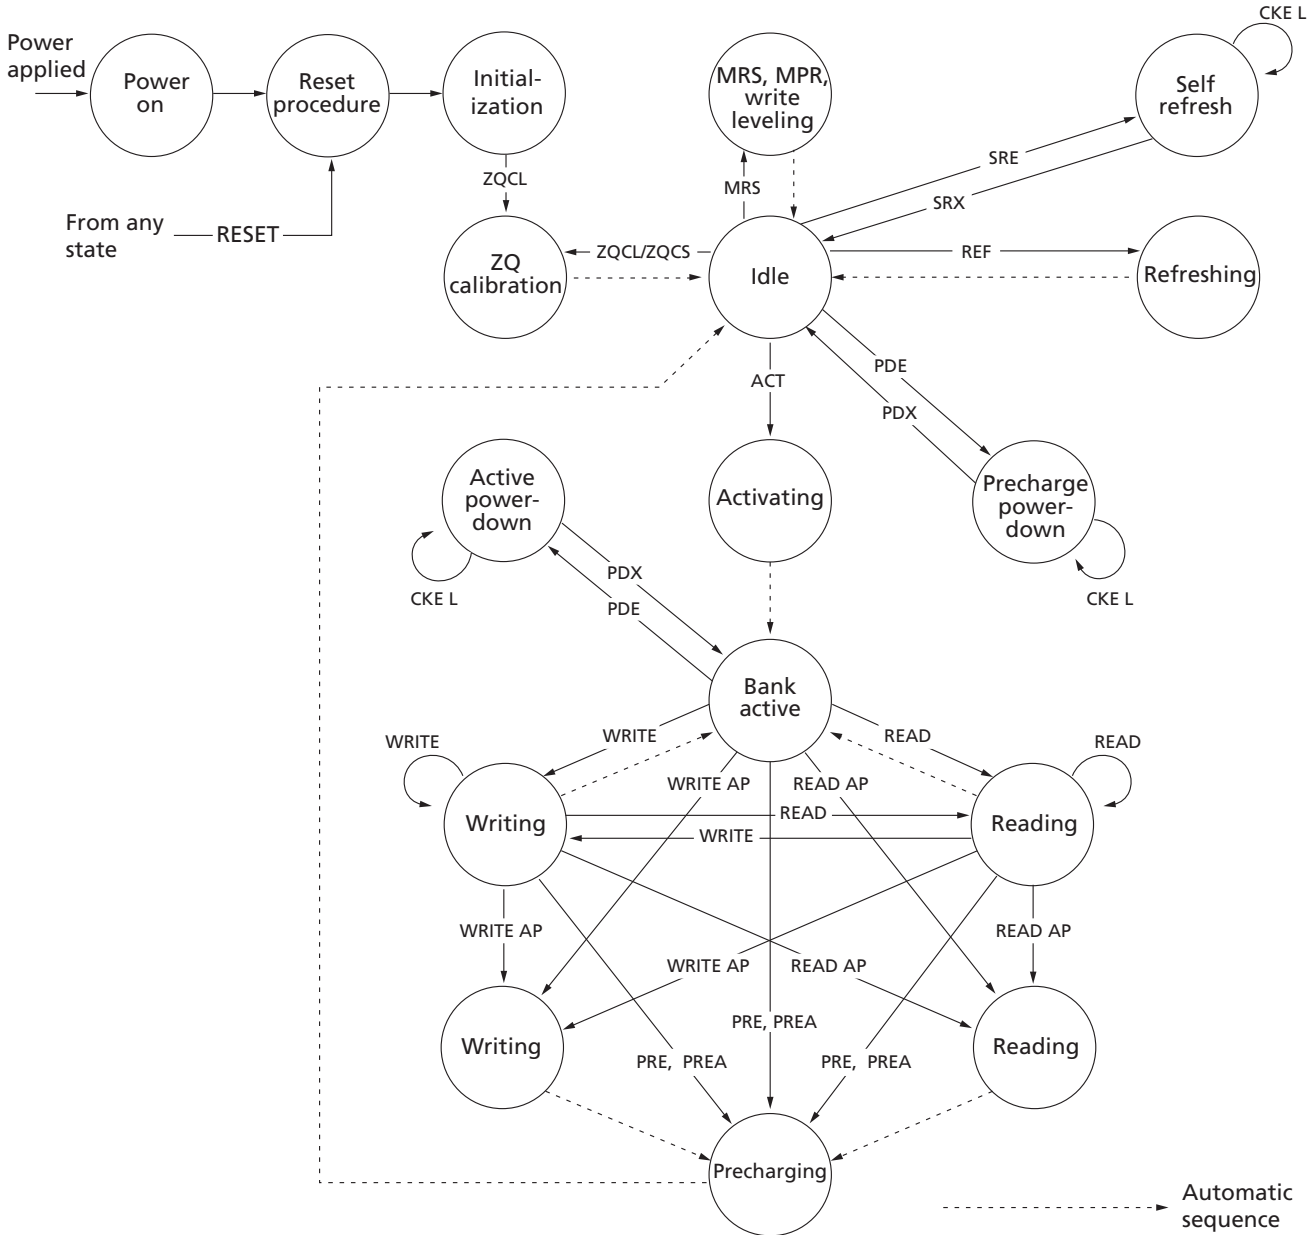 CKE L
Power
applied
Power
on
Reset
procedure
Initial-
ization
MRS, MPR,
write
leveling
Self
refresh
SRE
SRX
ZQCL
MRS
From any
state
RESET
ZQCL/ZQCS
ZQ
calibration
Idle
REF
Refreshing
PDE
ACT
PDX
Active
power-
down
Activating
Precharge
power-
down
PDX
CKE L
PDE
CKE L
Bank
active
WRITE
WRITE
READ
READ
WRITE AP
READ AP
Writing
READ
WRITE
Reading
WRITE AP
READ AP
WRITE AP
READ AP
PRE, PREA
Writing
Reading
PRE, PREA
PRE, PREA
Precharging
Automatic
sequence